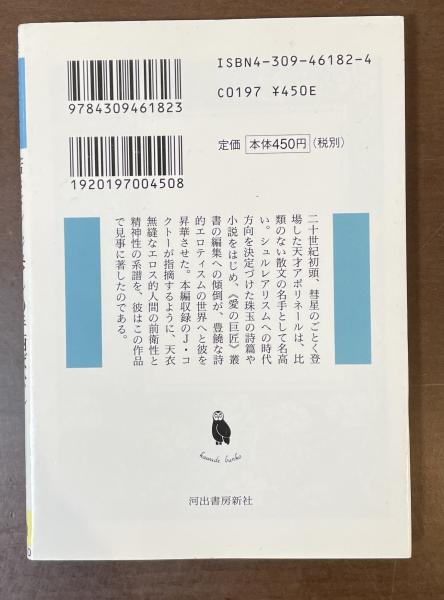 ISBN4-309-46182-4
C0197 ¥450E
9784309461823
定価 本体450円（税別）
1920197004508
二十世紀初頭、彗星のごとく登
場した天才アポリネールは、比
類のない散文の名手として名高
い。シュルレアリスムへの時代
方向を決定づけた珠玉の詩篇や
小説をはじめ、《愛の巨匠》叢
書の編集への傾倒が、豊饒な詩
的エロティスムの世界へと彼を
昇華させた。本編収録のJ・コ
クトーが指摘するように、天衣
無縫なエロス的人間の前衛性と
精神性の系譜を、彼はこの作品
で見事に著したのである。
kawade bunko
河出書房新社